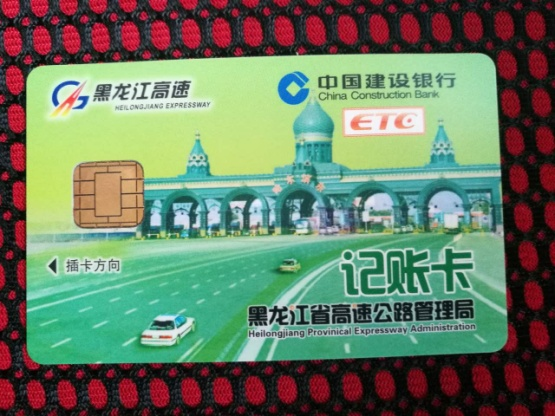 黑龙江高速
HEILONGJIANG EXPRESSWAY
中国建设银行
China Construction Bank
ETC
插卡方向
记账卡
黑龙江省高速公路管理局
Heilongjiang Provinical Expressway Administration